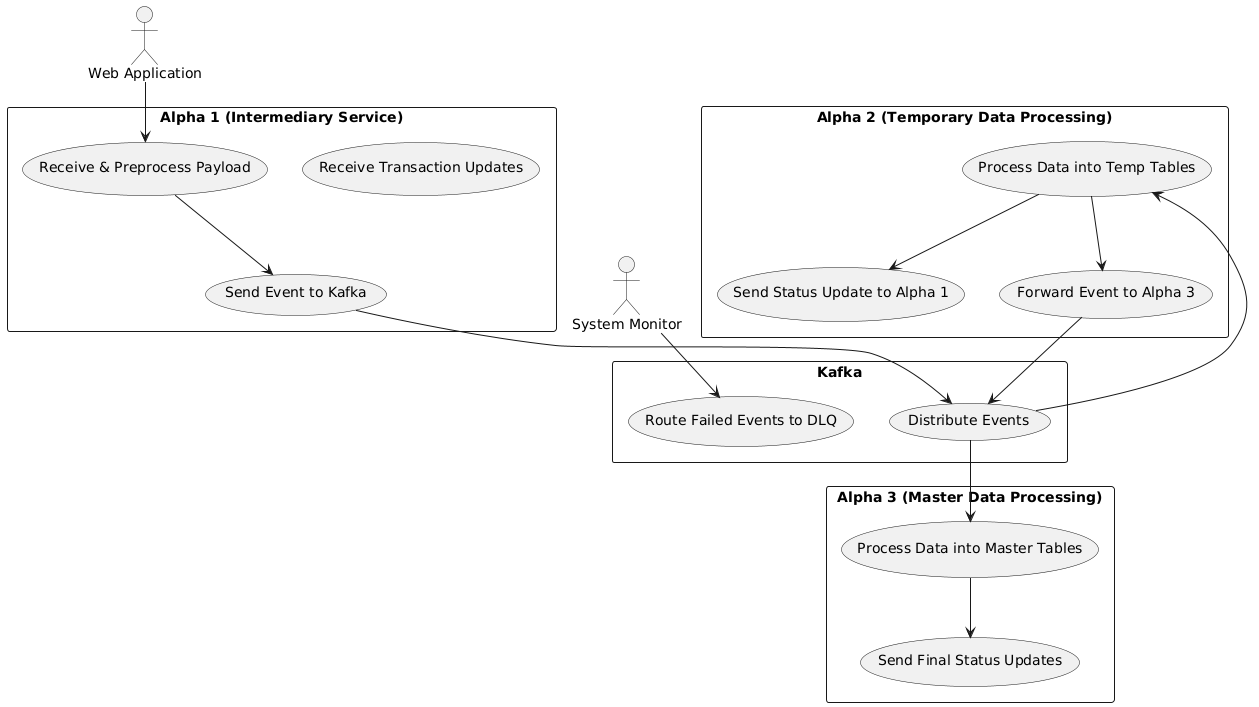 Web Application
Alpha 1 (Intermediary Service)
Receive & Preprocess Payload
Receive Transaction Updates
Send Event to Kafka
Alpha 2 (Temporary Data Processing)
Process Data into Temp Tables
Send Status Update to Alpha 1
Forward Event to Alpha 3
System Monitor
Kafka
Route Failed Events to DLQ
Distribute Events
Alpha 3 (Master Data Processing)
Process Data into Master Tables
Send Final Status Updates